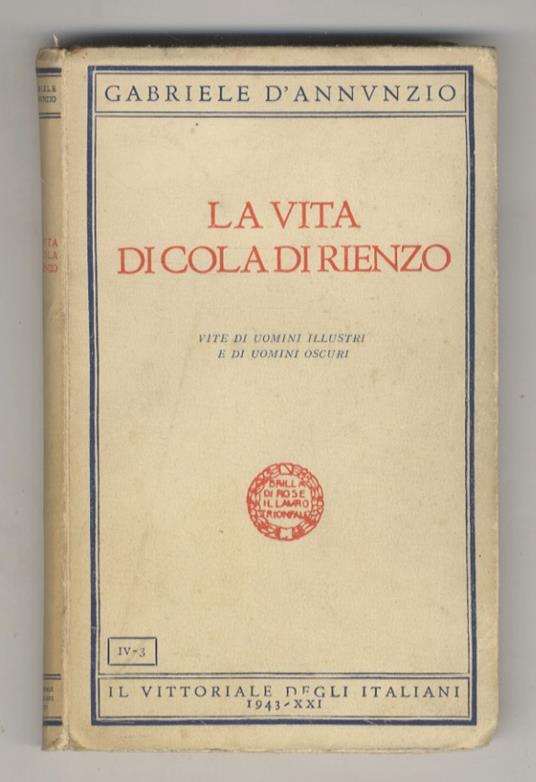 GABRIELE D'ANNVNZIO
LA VITA
DI COLA DI RIENZO
VITE DI UOMINI ILLUSTRI
E DI UOMINI OSCURI
BRILLA
DI ROSE
IL LAVRO
TRIONFALE
IV-3
IL VITTORIALE DEGLI ITALIANI
1943-XXI